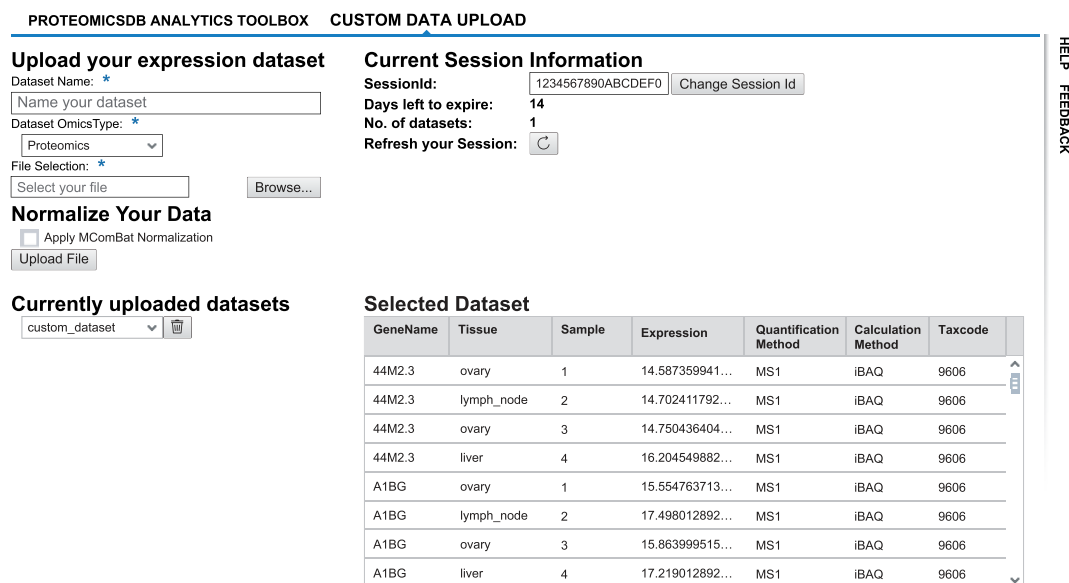 PROTEOMICSDB ANALYTICS TOOLBOX CUSTOM DATA UPLOAD
HELP FEEDBACK
Upload your expression dataset
Dataset Name: *
Name your dataset
Dataset OmicsType: *
Proteomics
File Selection: *
Select your file Browse...
Normalize Your Data
Apply MComBat Normalization
Upload File
Current Session Information
SessionId: 1234567890ABCDEF0 Change Session Id
Days left to expire: 14
No. of datasets: 1
Refresh your Session:
Currently uploaded datasets
custom_dataset
Selected Dataset
GeneName Tissue Sample Expression Quantification Method Calculation Method Taxcode
44M2.3 ovary 1 14.587359941... MS1 iBAQ 9606
44M2.3 lymph_node 2 14.702411792... MS1 iBAQ 9606
44M2.3 ovary 3 14.750436404... MS1 iBAQ 9606
44M2.3 liver 4 16.204549882... MS1 iBAQ 9606
A1BG ovary 1 15.554763713... MS1 iBAQ 9606
A1BG lymph_node 2 17.498012892... MS1 iBAQ 9606
A1BG ovary 3 15.863999515... MS1 iBAQ 9606
A1BG liver 4 17.219012892... MS1 iBAQ 9606